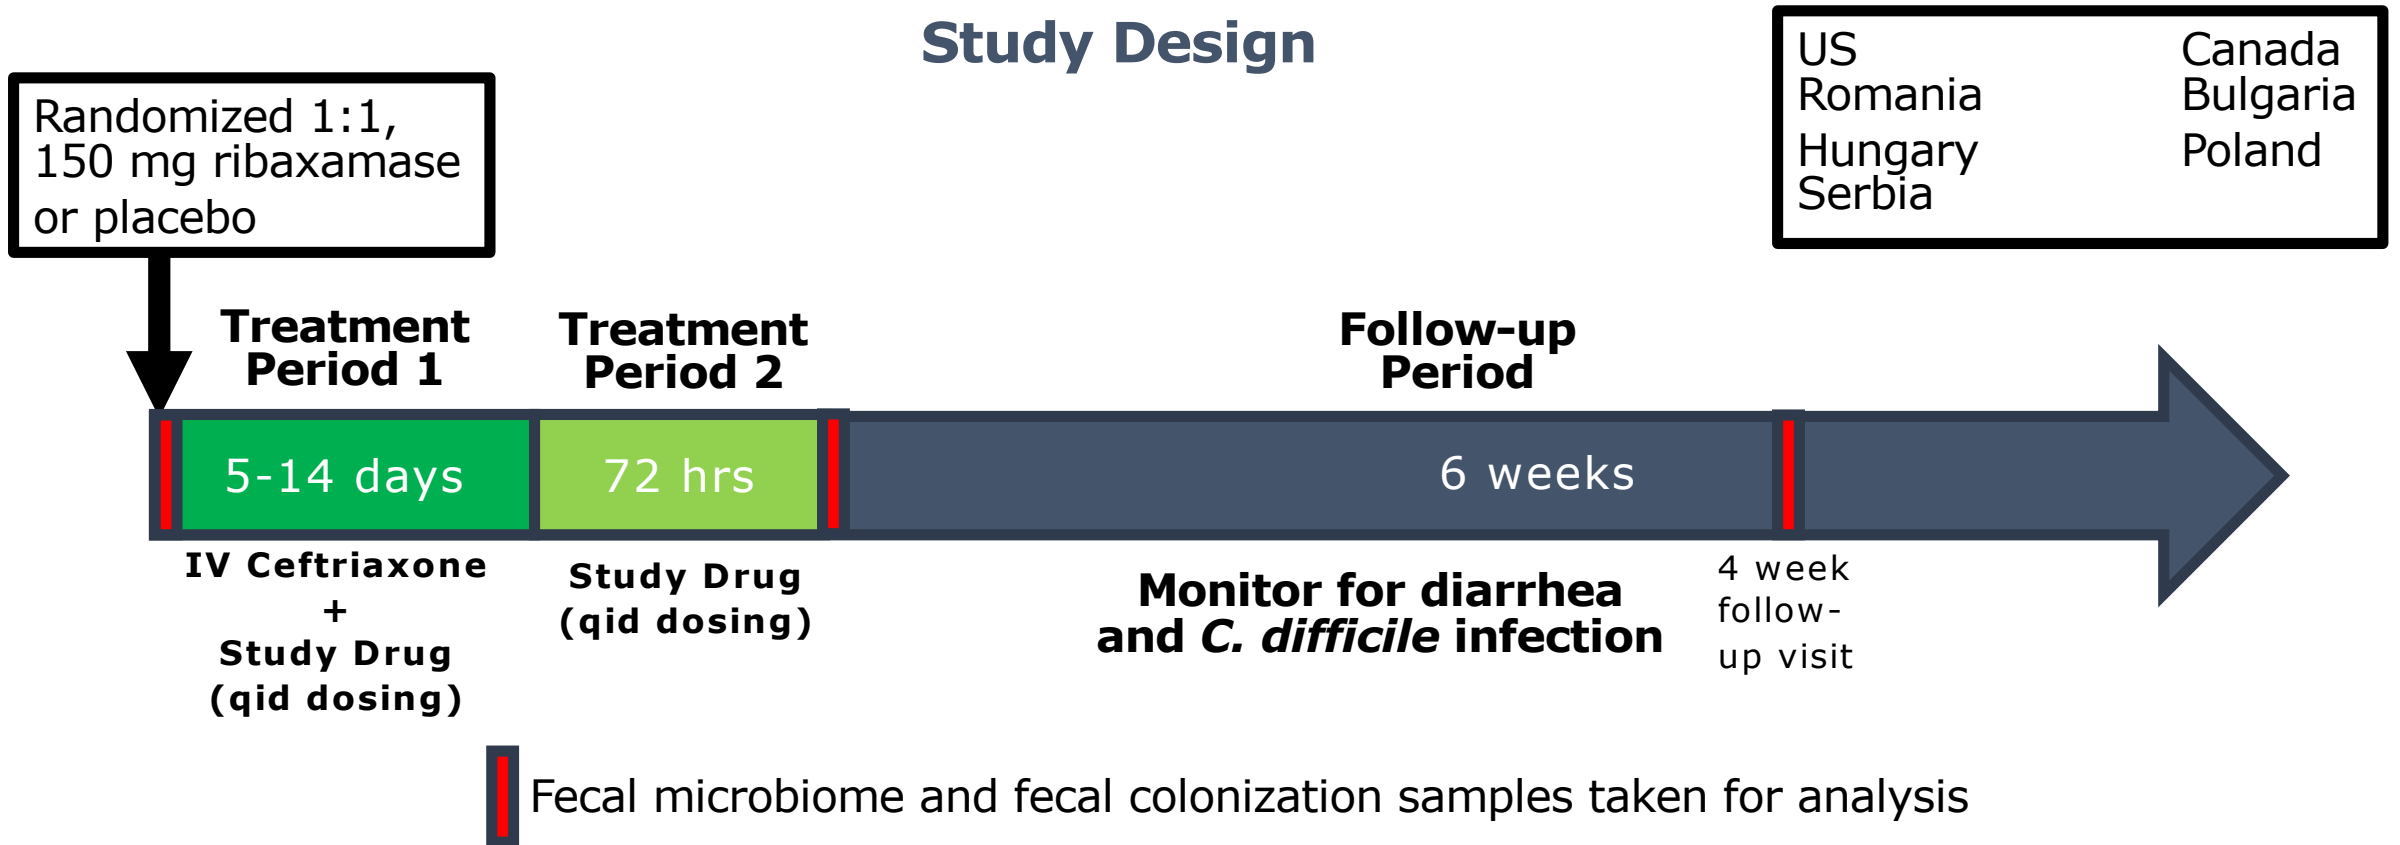 Study Design
US
Canada
Romania
Bulgaria
Hungary
Poland
Serbia
Randomized 1:1,
150 mg ribaxamase
or placebo
Treatment
Period 1
Treatment
Period 2
Follow-up
Period
5-14 days
72 hrs
6 weeks
IV Ceftriaxone
+
Study Drug
(qid dosing)
Study Drug
(qid dosing)
Monitor for diarrhea
and C. difficile infection
4 week
follow-
up visit
Fecal microbiome and fecal colonization samples taken for analysis